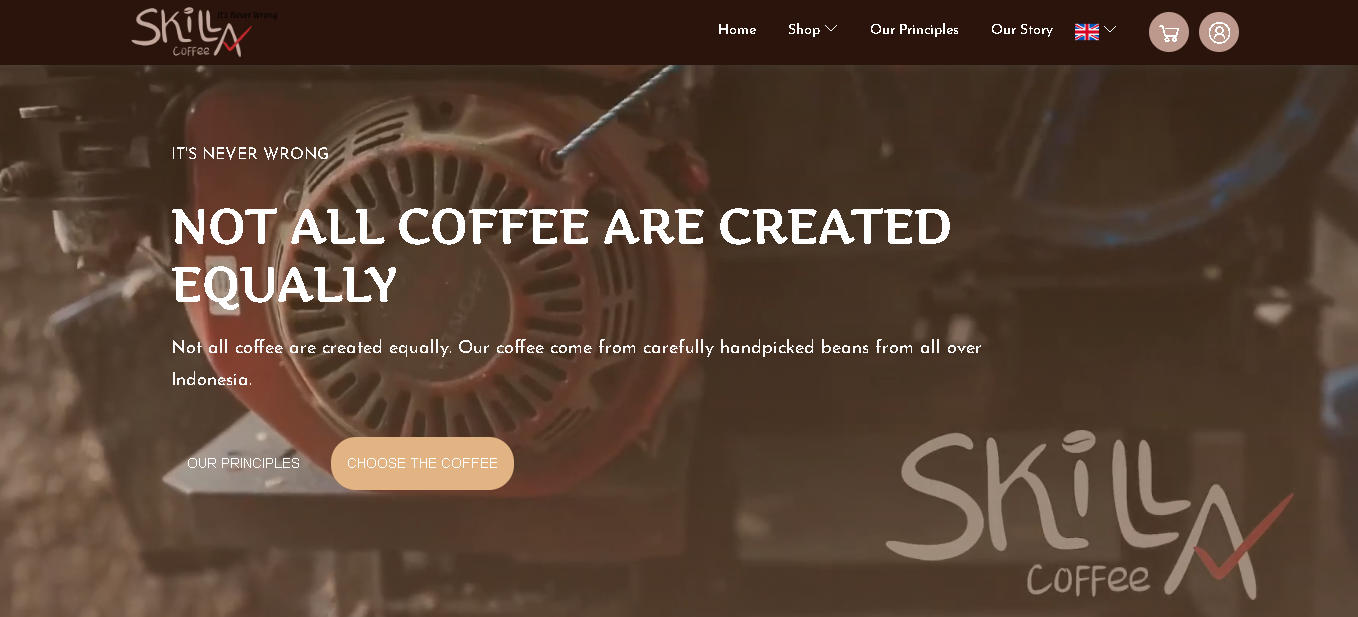 SKILLA
It's Never Wrong
Coffee
Home
Shop
Our Principles
Our Story
IT'S NEVER WRONG
NOT ALL COFFEE ARE CREATED
EQUALLY
Not all coffee are created equally. Our coffee come from carefully handpicked beans from all over
Indonesia.
OUR PRINCIPLES
CHOOSE THE COFFEE
SKILLA
Coffee